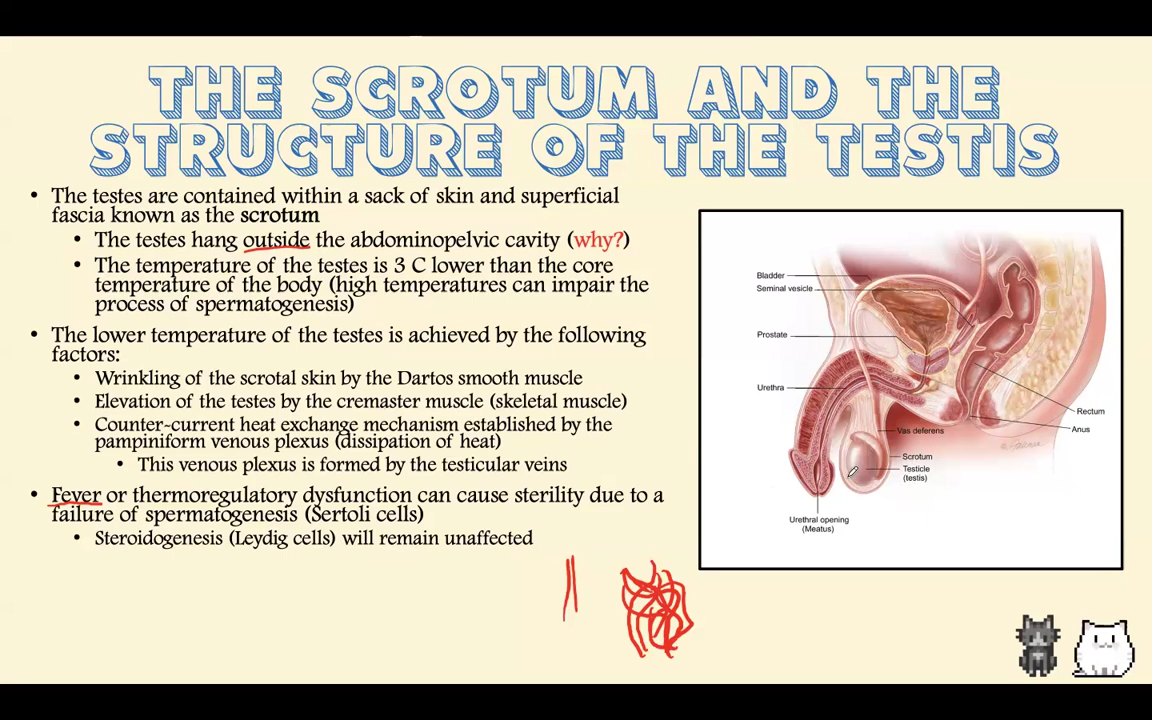 THE SCROTUM AND THE
STRUCTURE OF THE TESTIS
• The testes are contained within a sack of skin and superficial
fascia known as the scrotum
• The testes hang outside the abdominopelvic cavity (why?)
• The temperature of the testes is 3 C lower than the core
temperature of the body (high temperatures can impair the
process of spermatogenesis)
• The lower temperature of the testes is achieved by the following
factors:
• Wrinkling of the scrotal skin by the Dartos smooth muscle
• Elevation of the testes by the cremaster muscle (skeletal muscle)
• Counter-current heat exchange mechanism established by the
pampiniform venous plexus (dissipation of heat)
• This venous plexus is formed by the testicular veins
• Fever or thermoregulatory dysfunction can cause sterility due to a
failure of spermatogenesis (Sertoli cells)
• Steroidogenesis (Leydig cells) will remain unaffected
Bladder
Seminal vesicle
Prostate
Urethra
Rectum
Anus
Vas deferens
Scrotum
Testicle
(testis)
Urethral opening
(Meatus)